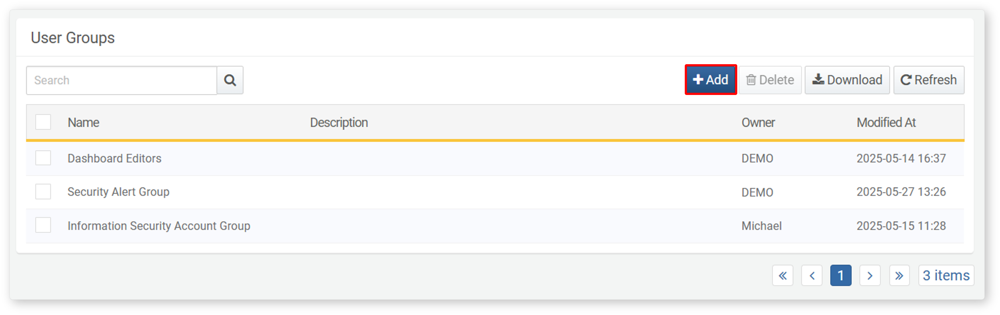 User Groups
Search
Add Delete Download Refresh
Name Description Owner Modified At
Dashboard Editors DEMO 2025-05-14 16:37
Security Alert Group DEMO 2025-05-27 13:26
Information Security Account Group Michael 2025-05-15 11:28
« ‹ 1 › » 3 items